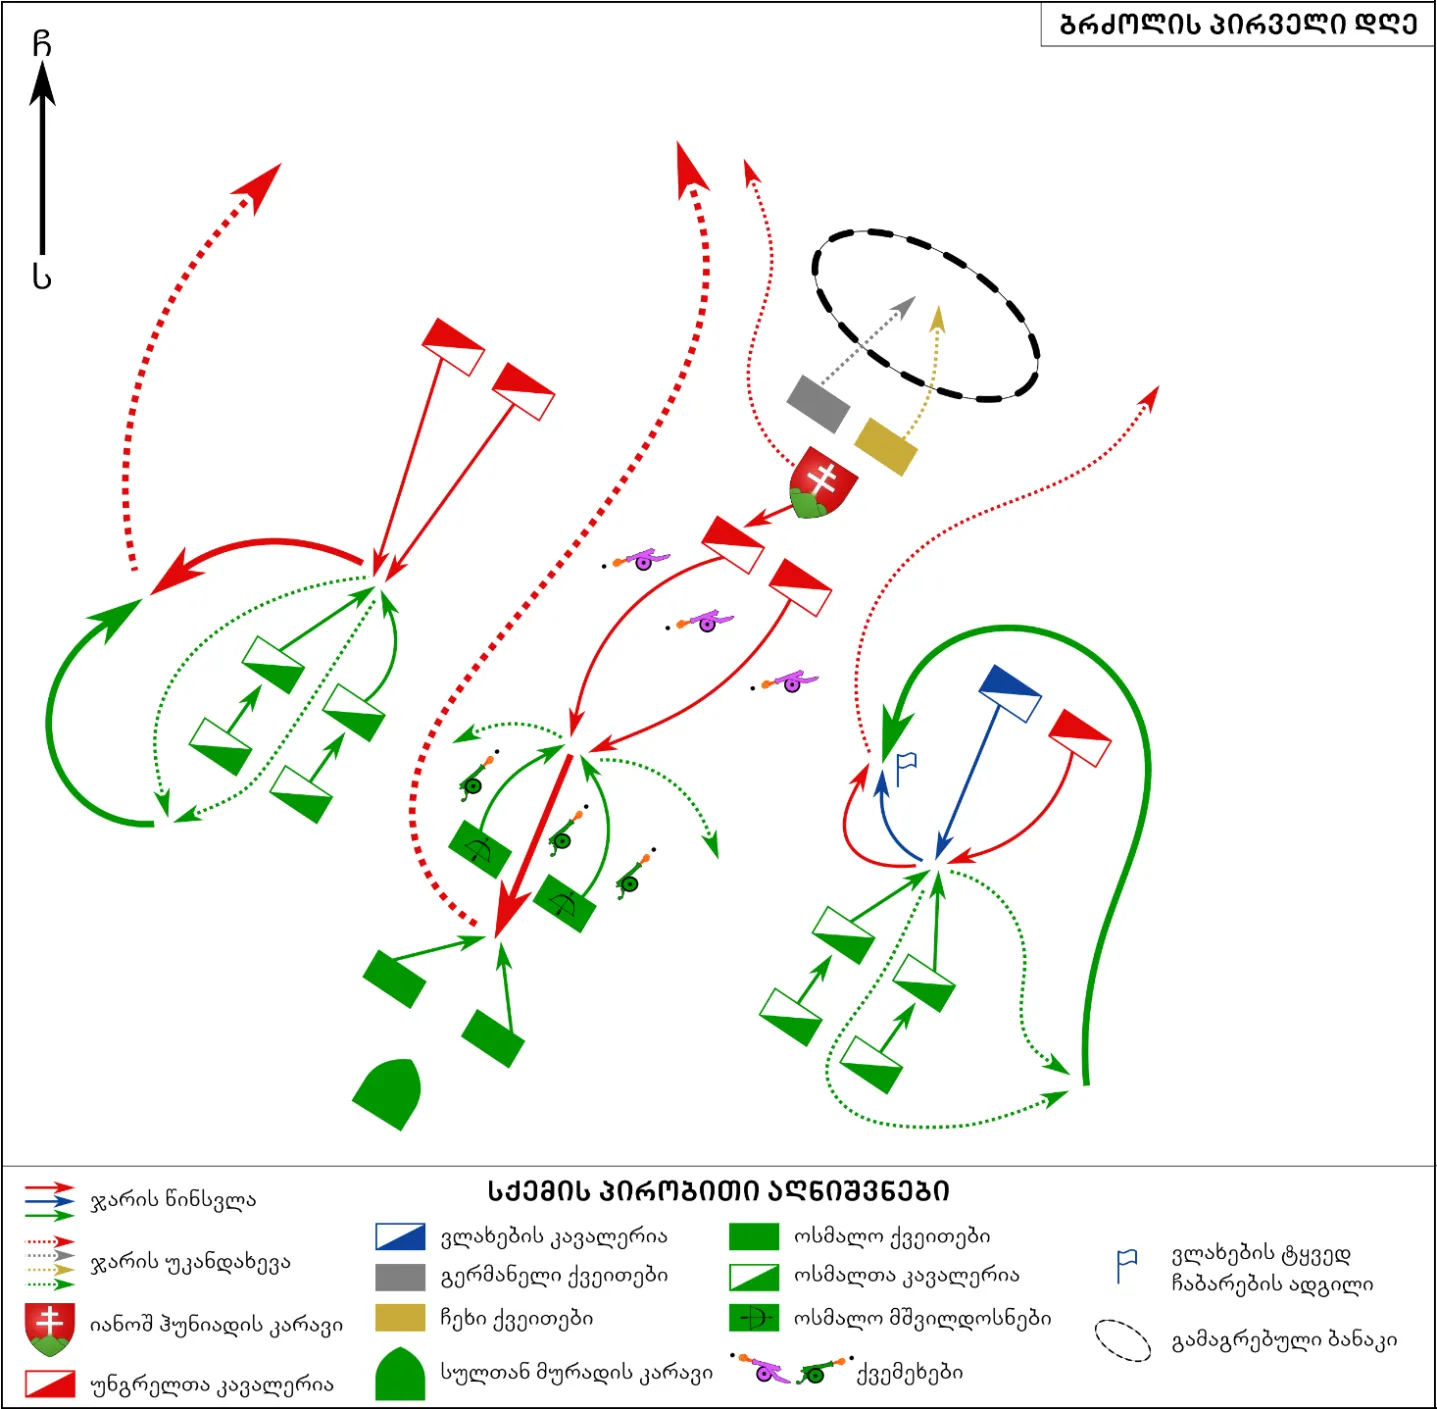 ბრძოლის პირველი დღე
ჩ
ს
სქემის პირობითი აღნიშვნები
ჯარის წინსვლა
ჯარის უკანდახევა
იანოშ ჰუნიადის კარავი
უნგრელთა კავალერია
ვლახების კავალერია
გერმანელი ქვეითები
ჩეხი ქვეითები
სულთან მურადის კარავი
ოსმალო ქვეითები
ოსმალთა კავალერია
ოსმალო მშვილდოსნები
ქვემეხები
ვლახების ტყვედ
ჩაბარების ადგილი
გამაგრებული ბანაკი